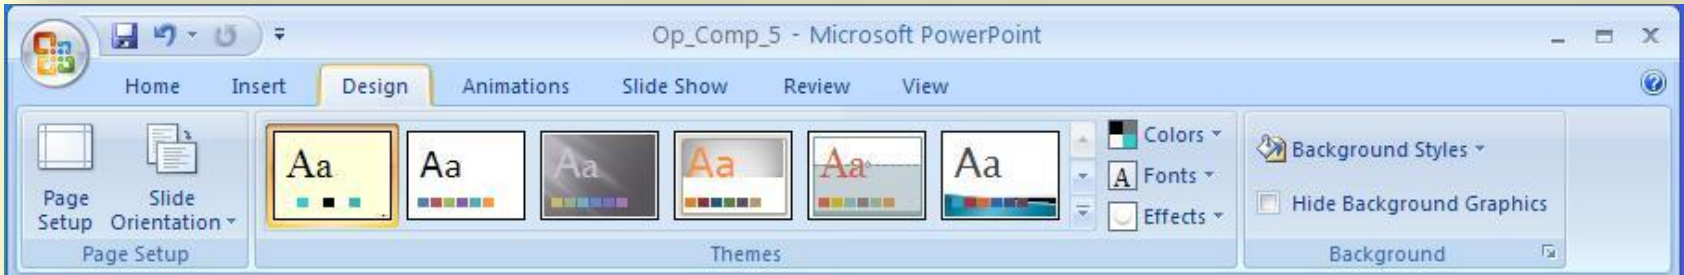 Op_Comp_5 - Microsoft PowerPoint
Home Insert Design Animations Slide Show Review View
Page Setup
Slide Orientation
Page Setup
Aa Aa Aa Aa Aa Aa
Colors
A Fonts
Effects
Themes
Background Styles
Hide Background Graphics
Background